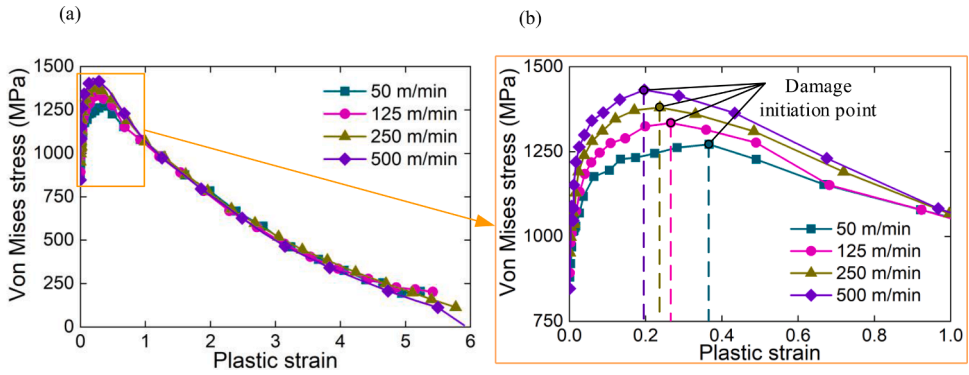 (a)
Von Mises stress (MPa)
1500
1250
1000
750
500
250
0
0
1
2
3
4
5
6
Plastic strain
50 m/min
125 m/min
250 m/min
500 m/min
(b)
Von Mises stress (MPa)
1500
1250
1000
750
0.0
0.2
0.4
0.6
0.8
1.0
Plastic strain
Damage
initiation point
50 m/min
125 m/min
250 m/min
500 m/min